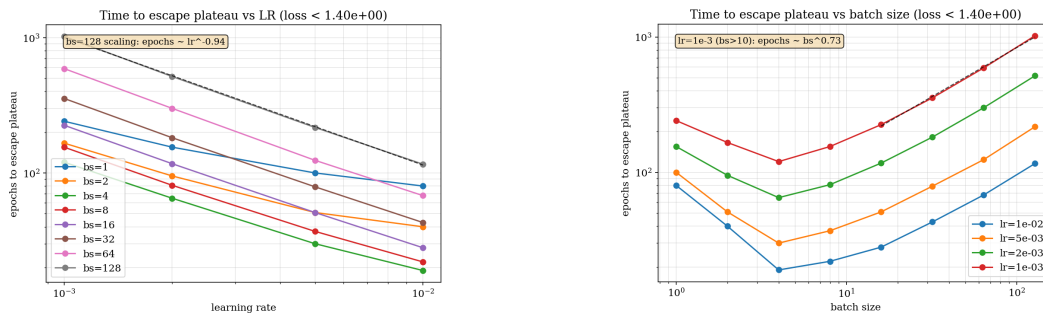 Time to escape plateau vs LR (loss < 1.40e+00)
bs=128 scaling: epochs ~ lr^-0.94
epochs to escape plateau
10^3
10^2
bs=1
bs=2
bs=4
bs=8
bs=16
bs=32
bs=64
bs=128
10^-3
10^-2
learning rate
Time to escape plateau vs batch size (loss < 1.40e+00)
lr=1e-3 (bs>10): epochs ~ bs^0.73
epochs to escape plateau
10^3
10^2
lr=1e-02
lr=5e-03
lr=2e-03
lr=1e-03
10^0
10^1
10^2
batch size